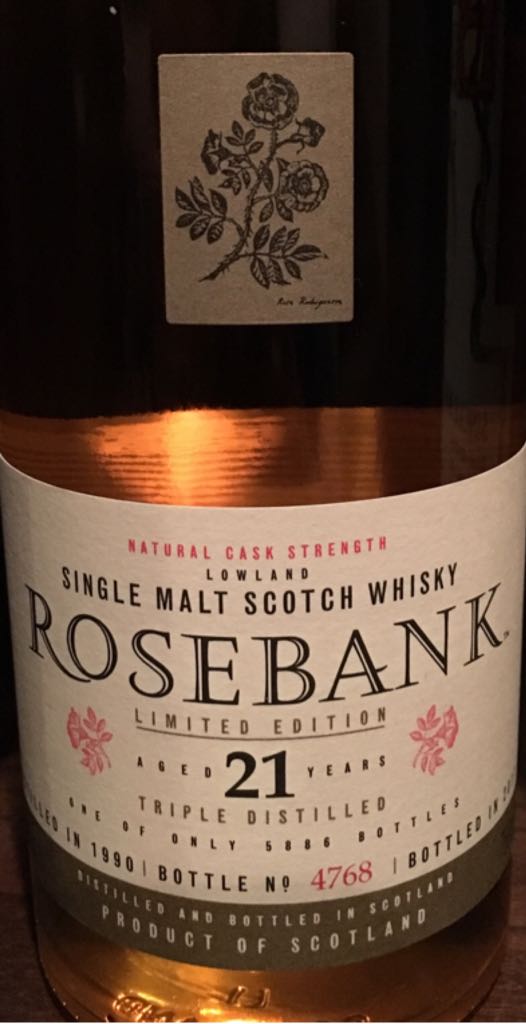 NATURAL CASK STRENGTH
LOWLAND
SINGLE MALT SCOTCH WHISKY
ROSEBANK™
LIMITED EDITION
AGED 21 YEARS
TRIPLE DISTILLED
ONE OF ONLY 5886 BOTTLES
IN 1990 | BOTTLE Nº 4768 | BOTTLED IN
DISTILLED AND BOTTLED IN SCOTLAND
PRODUCT OF SCOTLAND